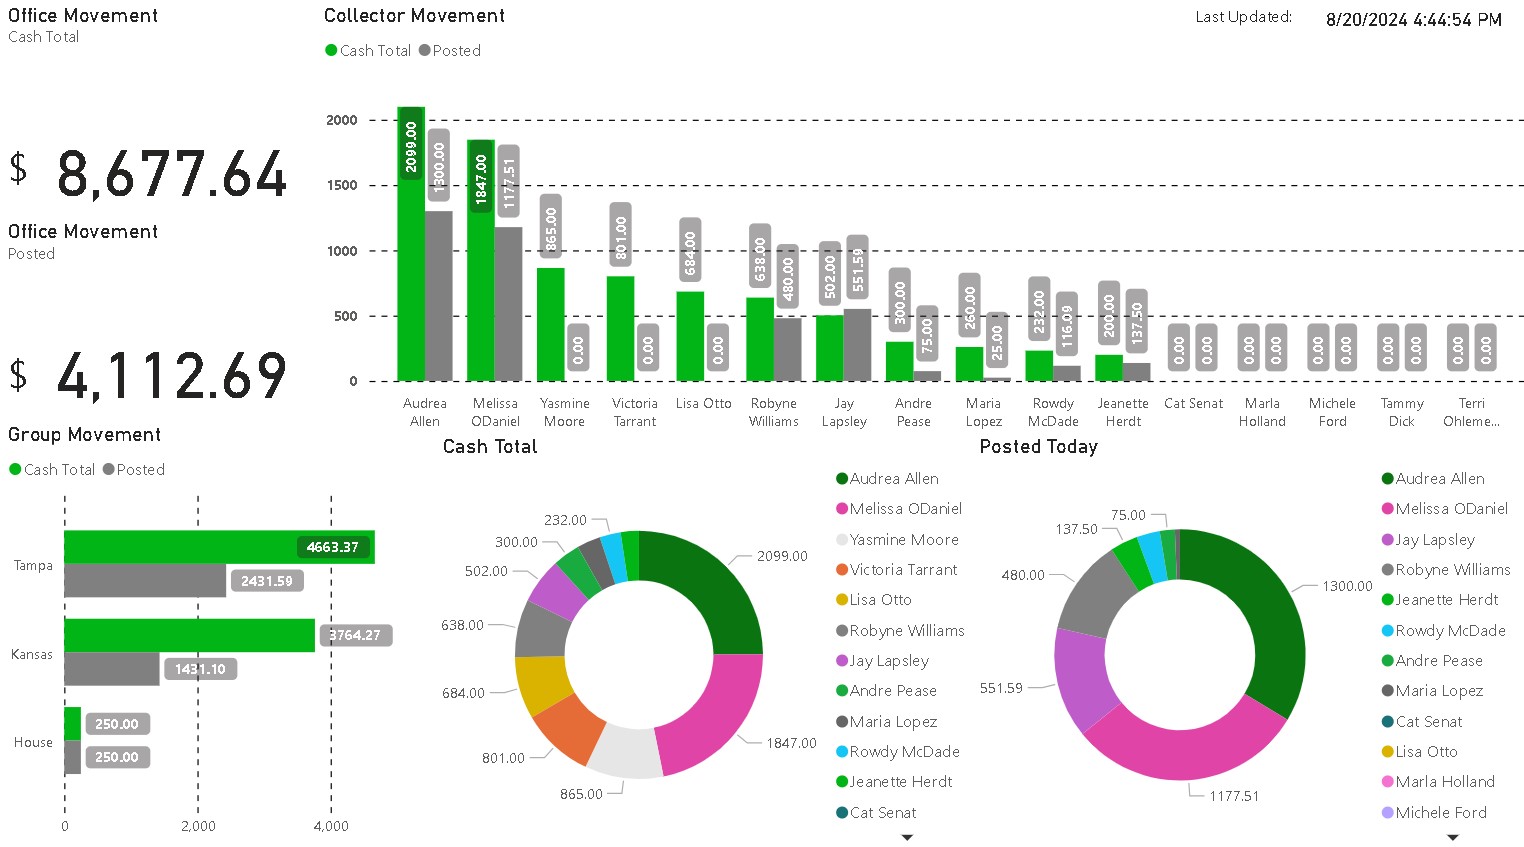 Office Movement
Cash Total
$ 8,677.64
Office Movement
Posted
$ 4,112.69
Collector Movement
Cash Total Posted
Last Updated: 8/20/2024 4:44:54 PM
2000
1500
1000
500
0
2099.00
1300.00
1847.00
1177.51
865.00
0.00
801.00
0.00
684.00
0.00
638.00
480.00
502.00
551.59
300.00
75.00
260.00
25.00
232.00
116.09
200.00
137.50
0.00
0.00
0.00
0.00
0.00
0.00
0.00
0.00
0.00
0.00
Audrea Allen
Melissa ODaniel
Yasmine Moore
Victoria Tarrant
Lisa Otto
Robyne Williams
Jay Lapsley
Andre Pease
Maria Lopez
Rowdy McDade
Jeanette Herdt
Cat Senat
Marla Holland
Michele Ford
Tammy Dick
Terri Ohleme...
Group Movement
Cash Total Posted
Tampa
4663.37
2431.59
Kansas
3764.27
1431.10
House
250.00
250.00
0 2,000 4,000
Cash Total
232.00
300.00
502.00
638.00
684.00
801.00
865.00
1847.00
2099.00
Audrea Allen
Melissa ODaniel
Yasmine Moore
Victoria Tarrant
Lisa Otto
Robyne Williams
Jay Lapsley
Andre Pease
Maria Lopez
Rowdy McDade
Jeanette Herdt
Cat Senat
Posted Today
75.00
137.50
480.00
551.59
1177.51
1300.00
Audrea Allen
Melissa ODaniel
Jay Lapsley
Robyne Williams
Jeanette Herdt
Rowdy McDade
Andre Pease
Maria Lopez
Cat Senat
Lisa Otto
Marla Holland
Michele Ford